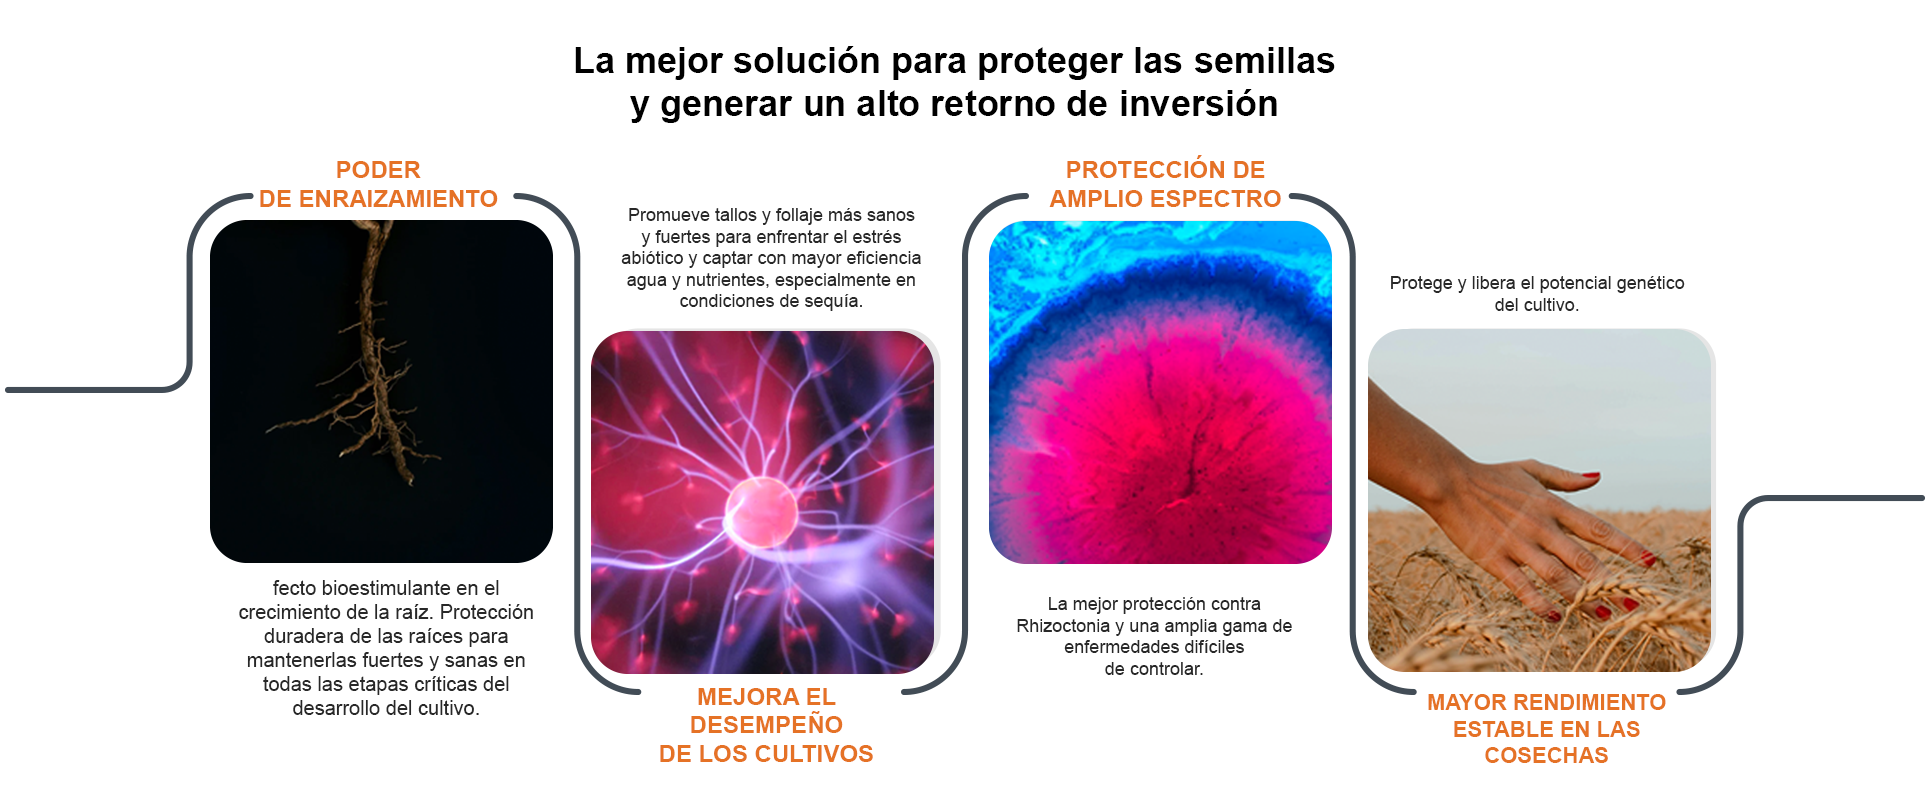 La mejor solución para proteger las semillas
y generar un alto retorno de inversión
PODER
DE ENRAIZAMIENTO
fecto bioestimulante en el
crecimiento de la raíz. Protección
duradera de las raíces para
mantenerlas fuertes y sanas en
todas las etapas críticas del
desarrollo del cultivo.
Promueve tallos y follaje más sanos
y fuertes para enfrentar el estrés
abiótico y captar con mayor eficiencia
agua y nutrientes, especialmente en
condiciones de sequía.
MEJORA EL
DESEMPEÑO
DE LOS CULTIVOS
PROTECCIÓN DE
AMPLIO ESPECTRO
La mejor protección contra
Rhizoctonia y una amplia gama de
enfermedades difíciles
de controlar.
Protege y libera el potencial genético
del cultivo.
MAYOR RENDIMIENTO
ESTABLE EN LAS
COSECHAS